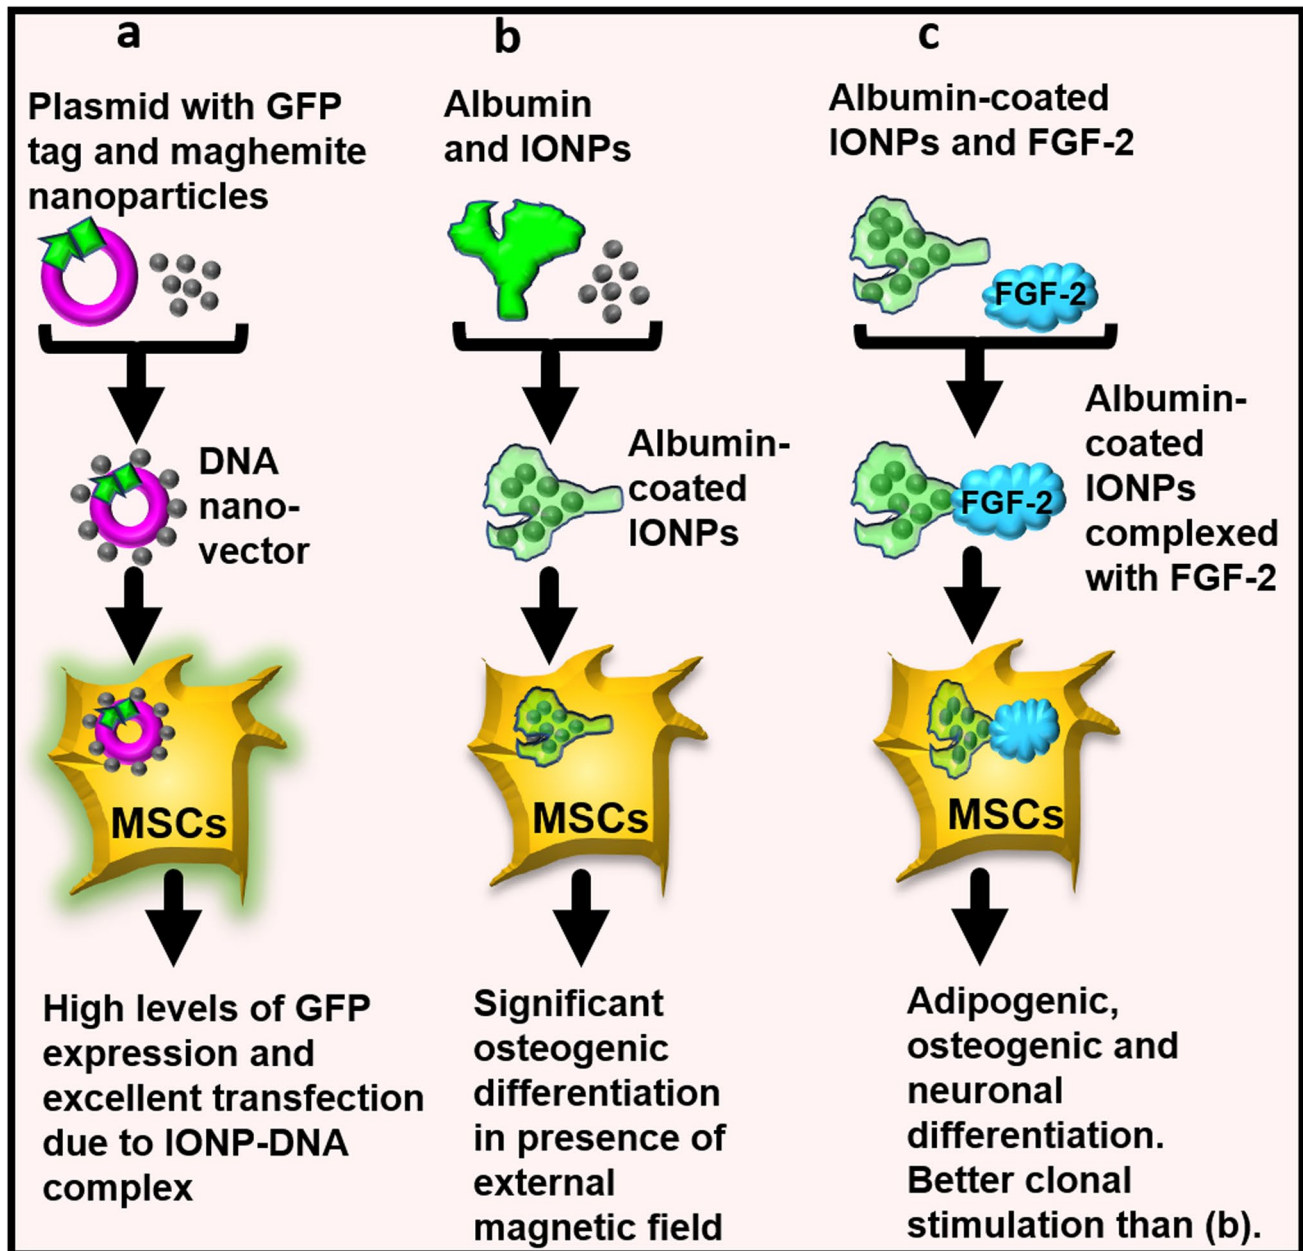 a
Plasmid with GFP
tag and maghemite
nanoparticles
DNA
nano-
vector
MSCs
High levels of GFP
expression and
excellent transfection
due to IONP-DNA
complex
b
Albumin
and IONPs
Albumin-
coated
IONPs
MSCs
Significant
osteogenic
differentiation
in presence of
external
magnetic field
c
Albumin-coated
IONPs and FGF-2
FGF-2
FGF-2
Albumin-
coated
IONPs
complexed
with FGF-2
MSCs
Adipogenic,
osteogenic and
neuronal
differentiation.
Better clonal
stimulation than (b).